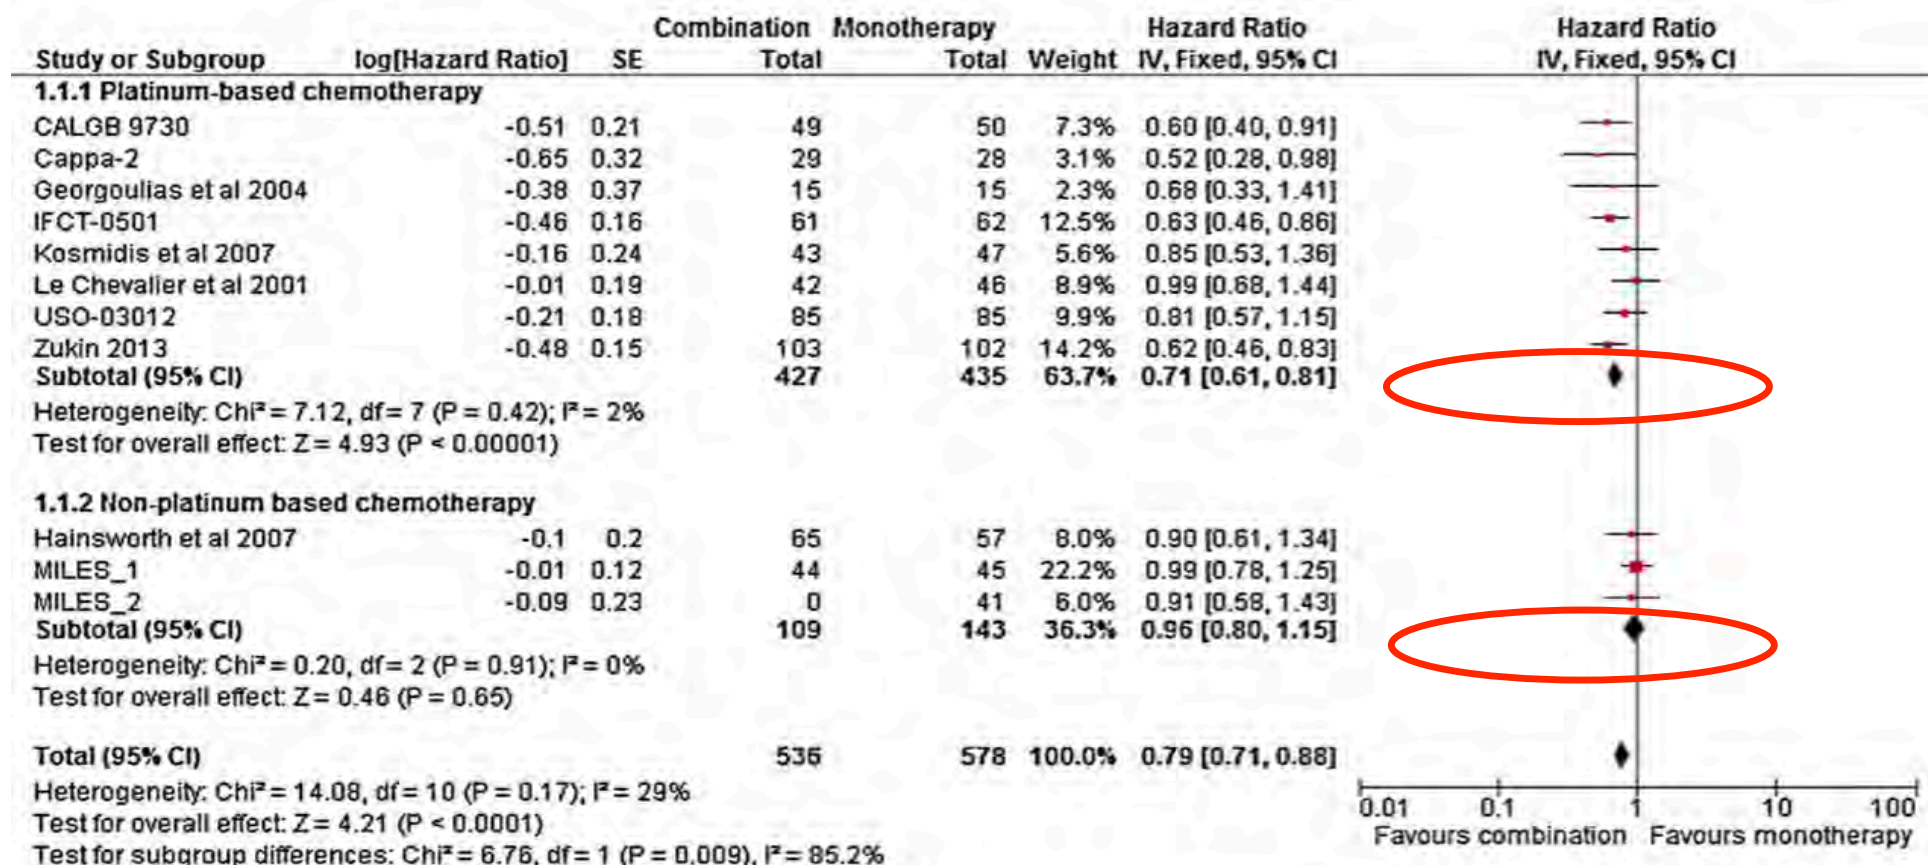 Combination Monotherapy Hazard Ratio Hazard Ratio
Study or Subgroup log[Hazard Ratio] SE Total Total Weight IV, Fixed, 95% CI IV, Fixed, 95% CI
1.1.1 Platinum-based chemotherapy
CALGB 9730 -0.51 0.21 49 50 7.3% 0.60 [0.40, 0.91]
Cappa-2 -0.65 0.32 29 28 3.1% 0.52 [0.28, 0.98]
Georgoulias et al 2004 -0.38 0.37 15 15 2.3% 0.68 [0.33, 1.41]
IFCT-0501 -0.46 0.16 61 62 12.5% 0.63 [0.46, 0.86]
Kosmidis et al 2007 -0.16 0.24 43 47 5.6% 0.85 [0.53, 1.36]
Le Chevalier et al 2001 -0.01 0.19 42 46 8.9% 0.99 [0.68, 1.44]
USO-03012 -0.21 0.18 85 85 9.9% 0.81 [0.57, 1.15]
Zukin 2013 -0.48 0.15 103 102 14.2% 0.62 [0.46, 0.83]
Subtotal (95% CI) 427 435 63.7% 0.71 [0.61, 0.81]
Heterogeneity: Chi² = 7.12, df = 7 (P = 0.42); I² = 2%
Test for overall effect: Z = 4.93 (P < 0.00001)
1.1.2 Non-platinum based chemotherapy
Hainsworth et al 2007 -0.1 0.2 65 57 8.0% 0.90 [0.61, 1.34]
MILES_1 -0.01 0.12 44 45 22.2% 0.99 [0.78, 1.25]
MILES_2 -0.09 0.23 0 41 6.0% 0.91 [0.58, 1.43]
Subtotal (95% CI) 109 143 36.3% 0.96 [0.80, 1.15]
Heterogeneity: Chi² = 0.20, df = 2 (P = 0.91); I² = 0%
Test for overall effect: Z = 0.46 (P = 0.65)
Total (95% CI) 536 578 100.0% 0.79 [0.71, 0.88]
Heterogeneity: Chi² = 14.08, df = 10 (P = 0.17); I² = 29%
0.01 0.1 1 10 100
Test for overall effect: Z = 4.21 (P < 0.0001)
Favours combination Favours monotherapy
Test for subgroup differences: Chi² = 6.76, df = 1 (P = 0.009), I² = 85.2%